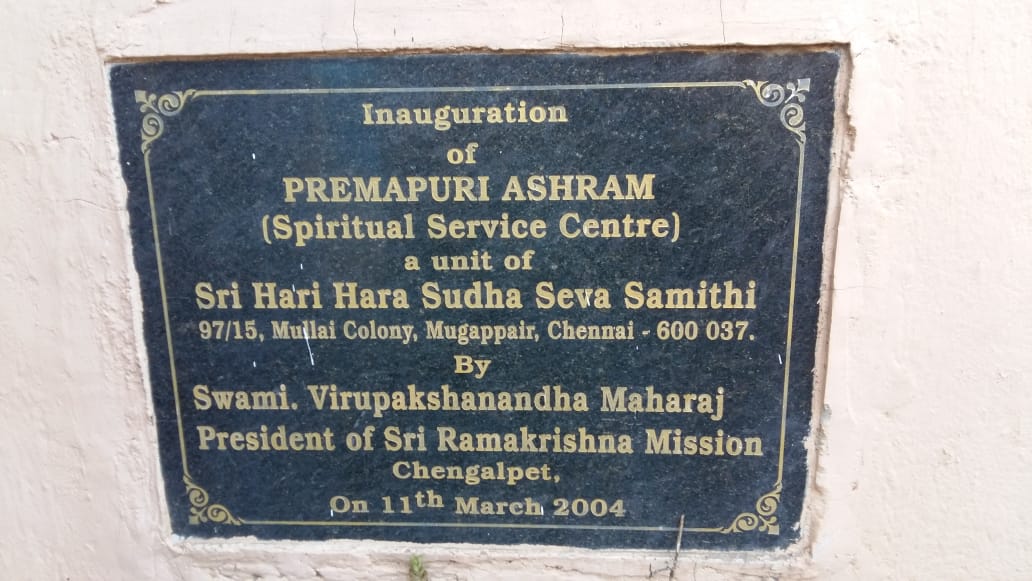 Inauguration
of
PREMAPURI ASHRAM
(Spiritual Service Centre)
a unit of
Sri Hari Hara Sudha Seva Samithi
97/15, Mullai Colony, Mugappair, Chennai - 600 037.
By
Swami. Virupakshanandha Maharaj
President of Sri Ramakrishna Mission
Chengalpet,
On 11th March 2004